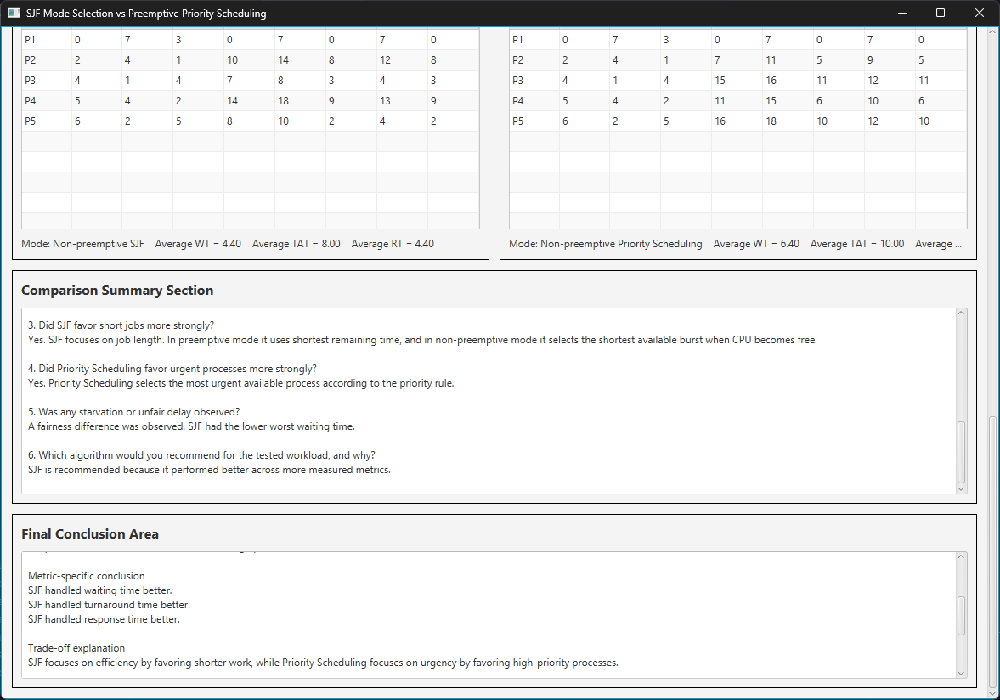 SJF Mode Selection vs Preemptive Priority Scheduling
P1 0 7 3 0 7 0 7 0
P2 2 4 1 10 14 8 12 8
P3 4 1 4 7 8 3 4 3
P4 5 4 2 14 18 9 13 9
P5 6 2 5 8 10 2 4 2
Mode: Non-preemptive SJF Average WT = 4.40 Average TAT = 8.00 Average RT = 4.40
P1 0 7 3 0 7 0 7 0
P2 2 4 1 7 11 5 9 5
P3 4 1 4 15 16 11 12 11
P4 5 4 2 11 15 6 10 6
P5 6 2 5 16 18 10 12 10
Mode: Non-preemptive Priority Scheduling Average WT = 6.40 Average TAT = 10.00 Average ...
Comparison Summary Section
3. Did SJF favor short jobs more strongly?
Yes. SJF focuses on job length. In preemptive mode it uses shortest remaining time, and in non-preemptive mode it selects the shortest available burst when CPU becomes free.
4. Did Priority Scheduling favor urgent processes more strongly?
Yes. Priority Scheduling selects the most urgent available process according to the priority rule.
5. Was any starvation or unfair delay observed?
A fairness difference was observed. SJF had the lower worst waiting time.
6. Which algorithm would you recommend for the tested workload, and why?
SJF is recommended because it performed better across more measured metrics.
Final Conclusion Area
Metric-specific conclusion
SJF handled waiting time better.
SJF handled turnaround time better.
SJF handled response time better.
Trade-off explanation
SJF focuses on efficiency by favoring shorter work, while Priority Scheduling focuses on urgency by favoring high-priority processes.